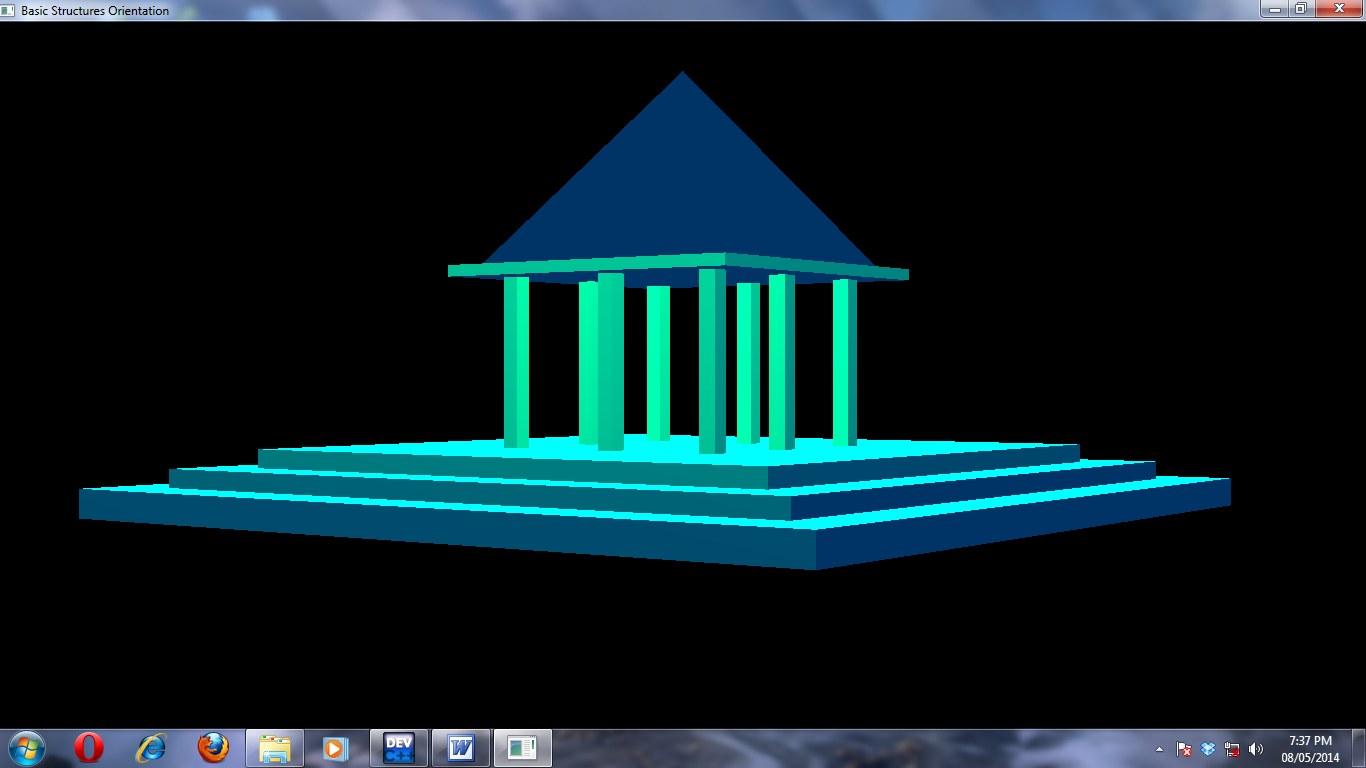 Basic Structures Orientation
DEV
C++
W
7:37 PM
08/05/2014